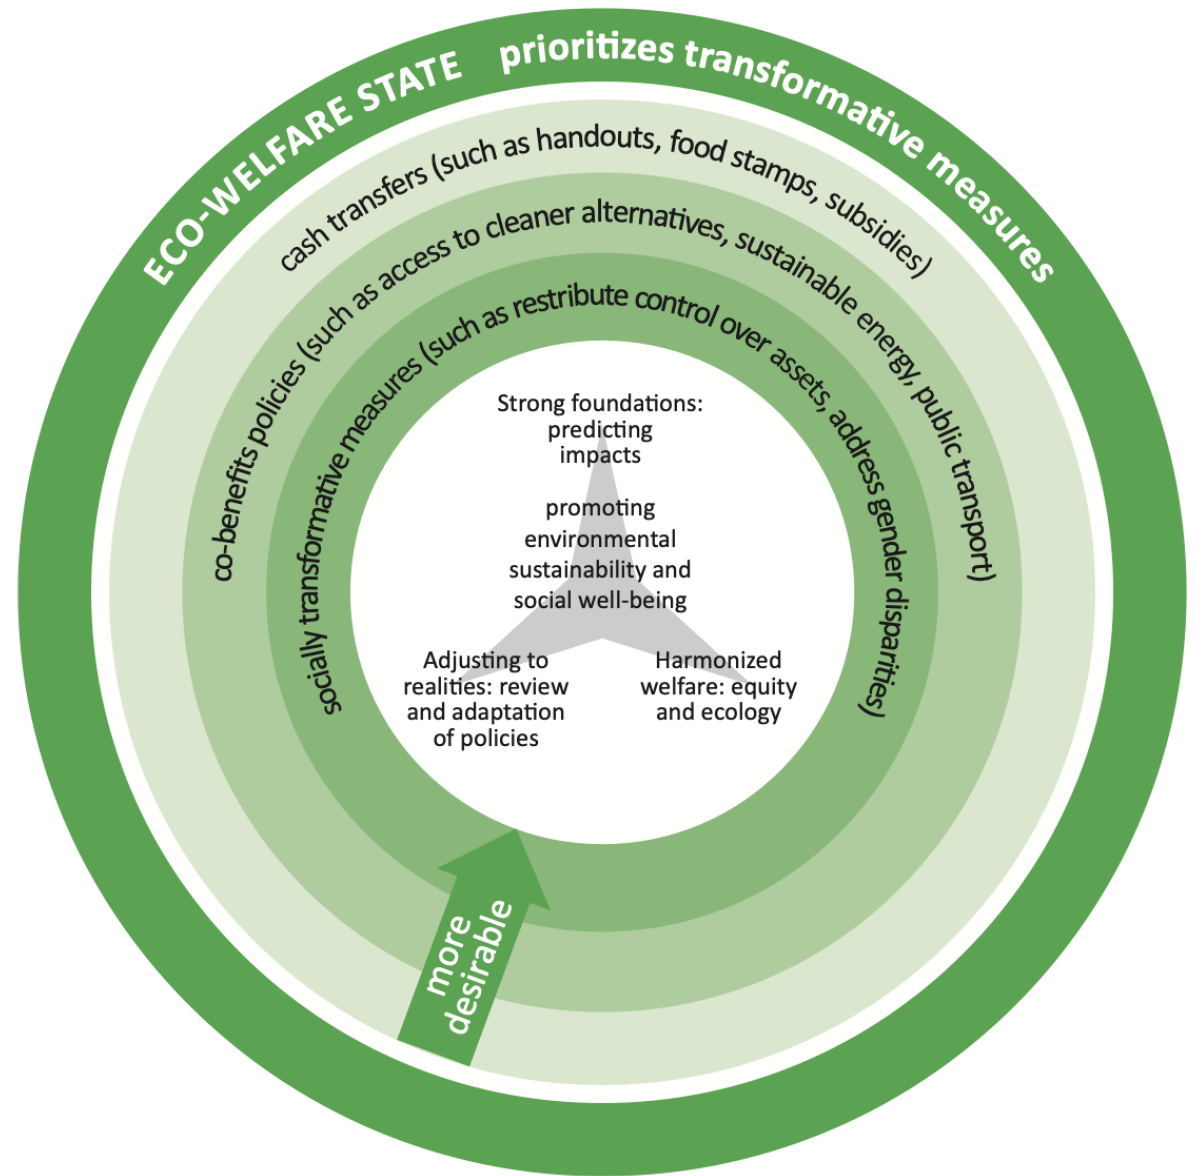 ECO-WELFARE STATE prioritizes transformative measures
cash transfers (such as handouts, food stamps, subsidies)
co-benefits policies (such as access to cleaner alternatives, sustainable energy, public transport)
socially transformative measures (such as restribute control over assets, address gender disparities)
Strong foundations:
predicting
impacts
promoting
environmental
sustainability and
social well-being
Adjusting to
realities: review
and adaptation
of policies
Harmonized
welfare: equity
and ecology
more
desirable